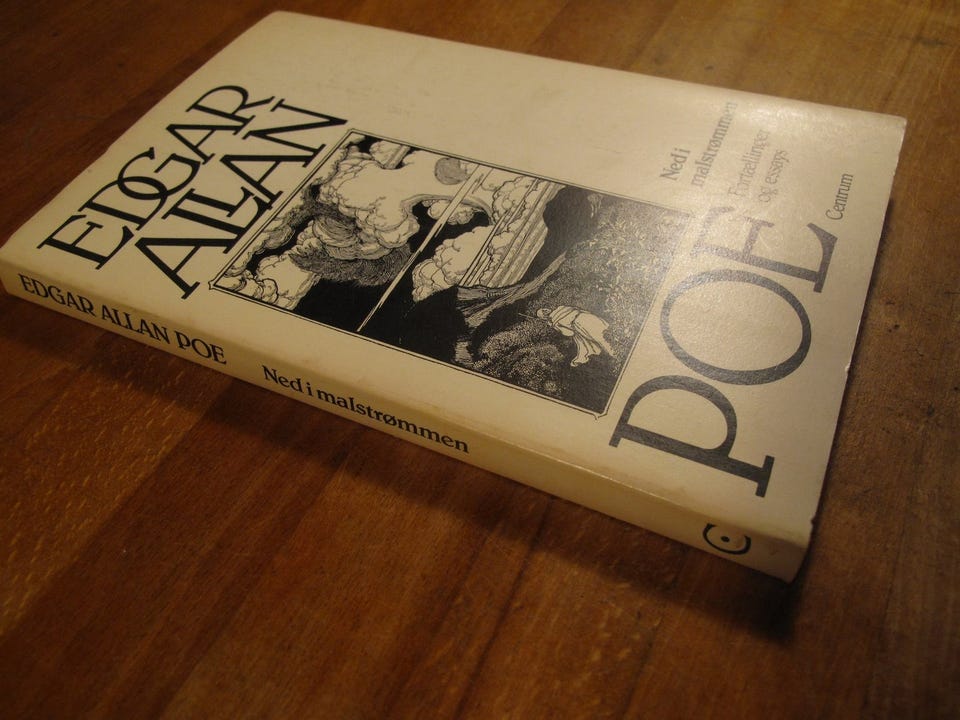 EDGAR
ALLAN
POE
Ned i
malstrømmen
Fortællinger
og essays
Centrum
EDGAR ALLAN POE Ned i malstrømmen